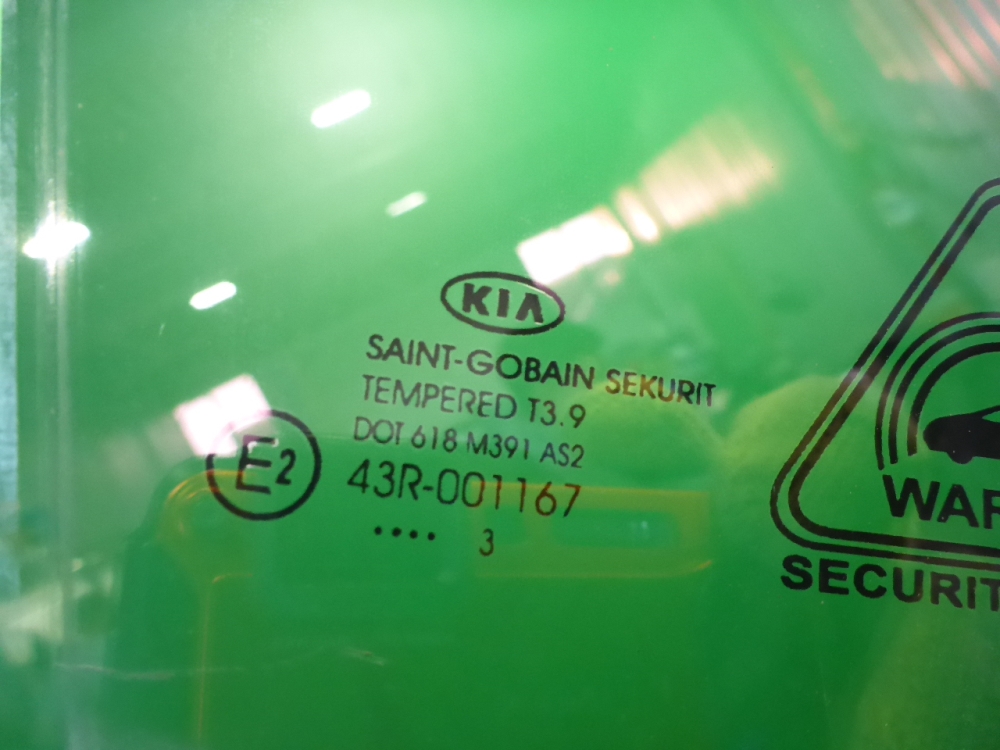 KIA
SAINT-GOBAIN SEKURIT
TEMPERED T3.9
DOT 618 M391 AS2
E2
43R-001167
.... 3
WAR
SECURIT